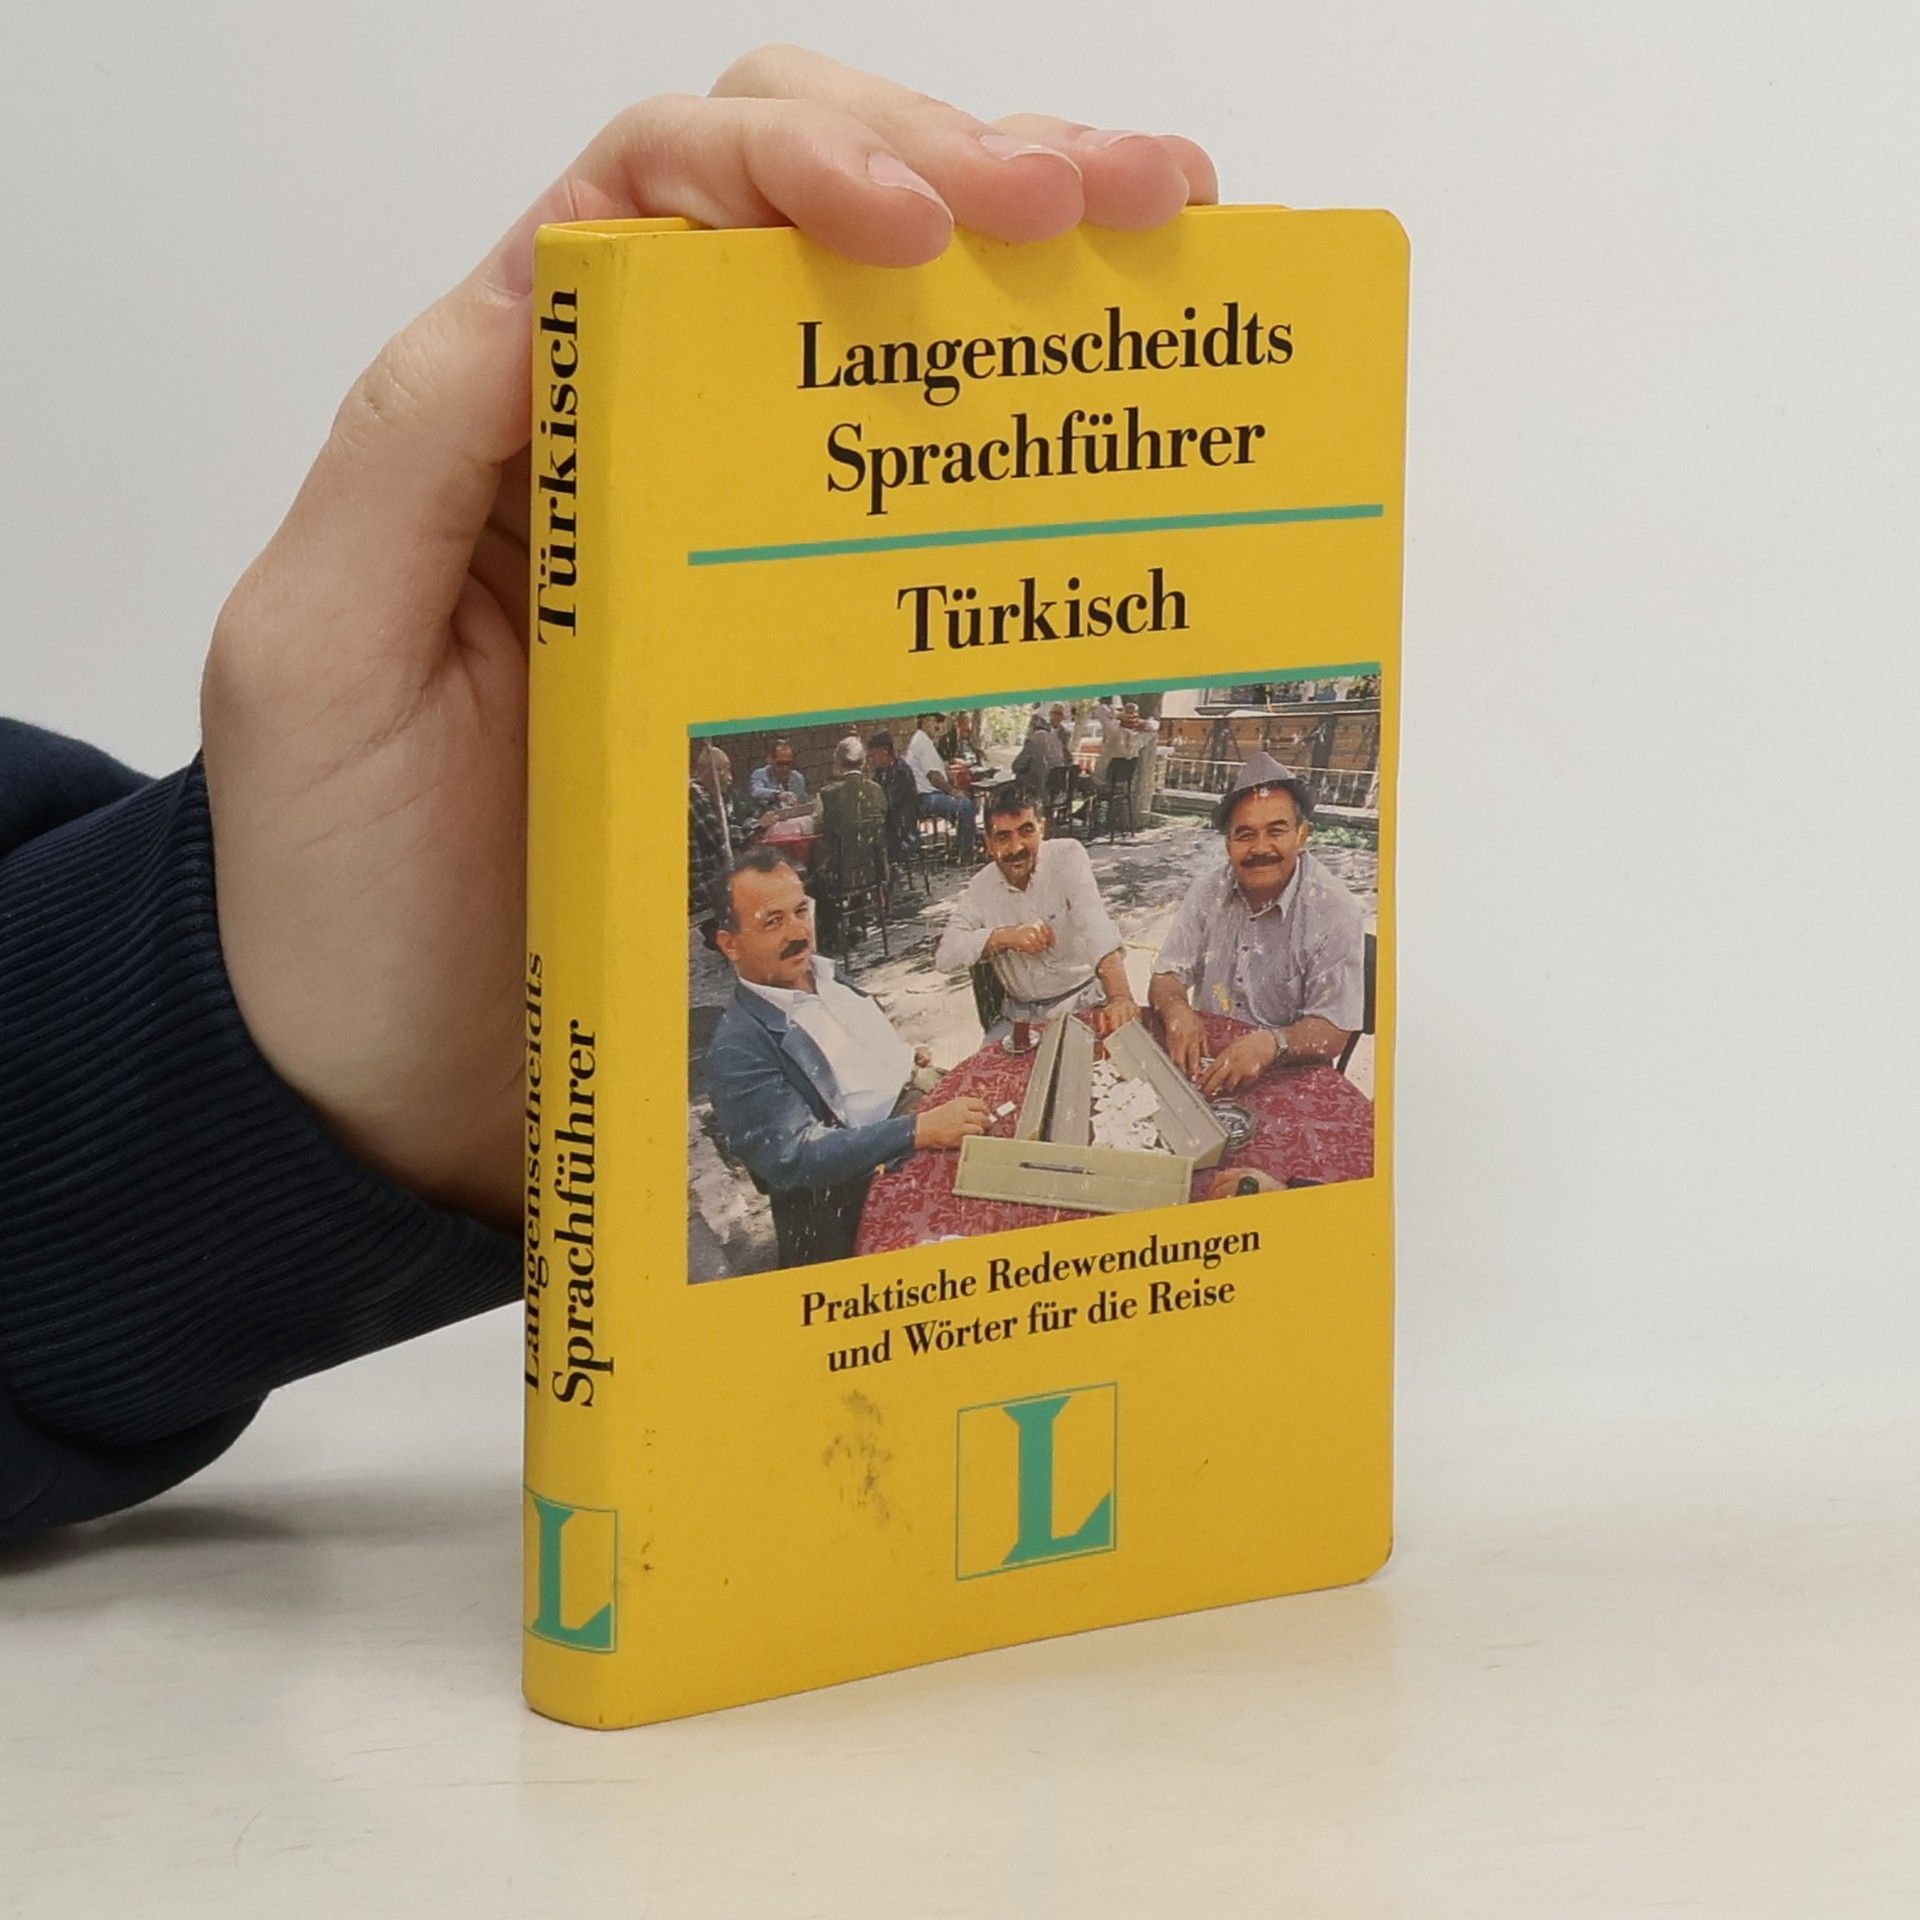 Langenscheidts
Sprachführer
Türkisch
Praktische Redewendungen
und Wörter für die Reise
L
Türkisch
Langenscheidts
Sprachführer
L